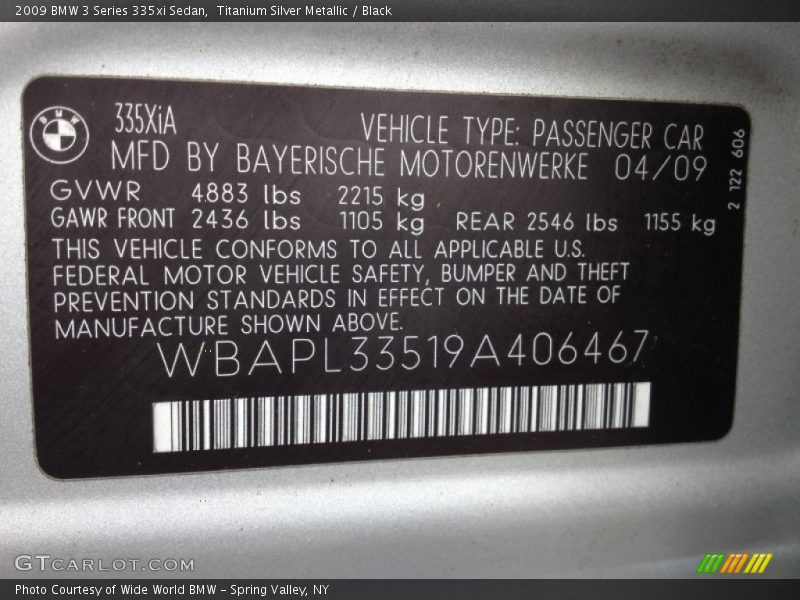 2009 BMW 3 Series 335xi Sedan, Titanium Silver Metallic / Black
BMW
335XiA
VEHICLE TYPE: PASSENGER CAR
MFD BY BAYERISCHE MOTORENWERKE 04/09
GVWR 4883 lbs 2215 kg
GAWR FRONT 2436 lbs 1105 kg REAR 2546 lbs 1155 kg
THIS VEHICLE CONFORMS TO ALL APPLICABLE U.S.
FEDERAL MOTOR VEHICLE SAFETY, BUMPER AND THEFT
PREVENTION STANDARDS IN EFFECT ON THE DATE OF
MANUFACTURE SHOWN ABOVE.
WBAPL33519A406467
2 122 606
GTCARLOT.COM
Photo Courtesy of Wide World BMW - Spring Valley, NY